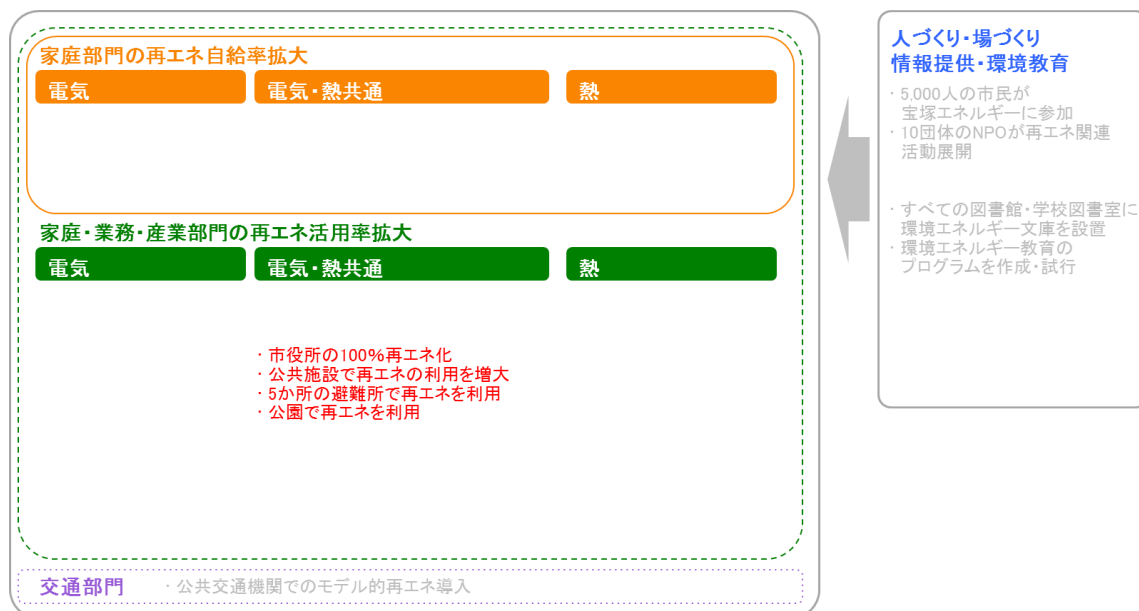 家庭部門の再エネ自給率拡大
電気
電気・熱共通
熱
家庭・業務・産業部門の再エネ活用率拡大
電気
電気・熱共通
熱
・市役所の100%再エネ化
・公共施設で再エネの利用を増大
・5か所の避難所で再エネを利用
・公園で再エネを利用
交通部門
・公共交通機関でのモデル的再エネ導入
人づくり・場づくり
情報提供・環境教育
・5,000人の市民が
宝塚エネルギーに参加
・10団体のNPOが再エネ関連
活動展開
・すべての図書館・学校図書室に
環境エネルギー文庫を設置
・環境エネルギー教育の
プログラムを作成・試行